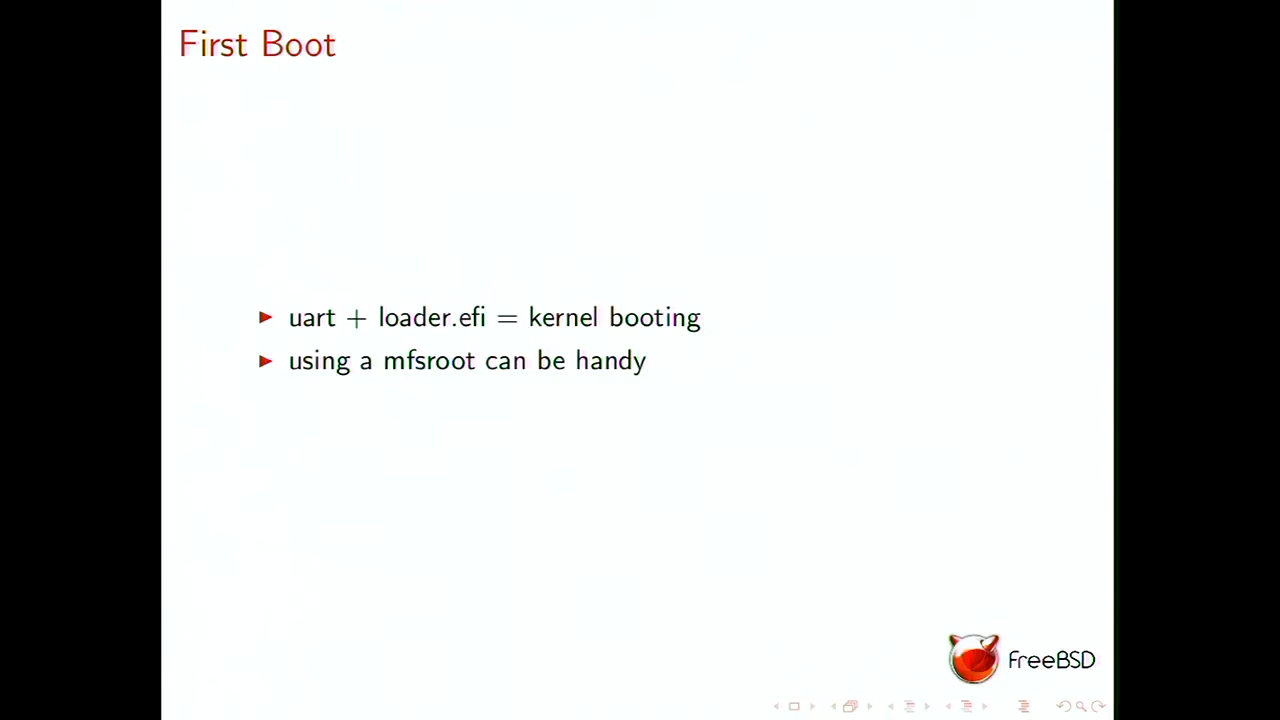 First Boot
uart + loader.efi = kernel booting
using a mfsroot can be handy
FreeBSD